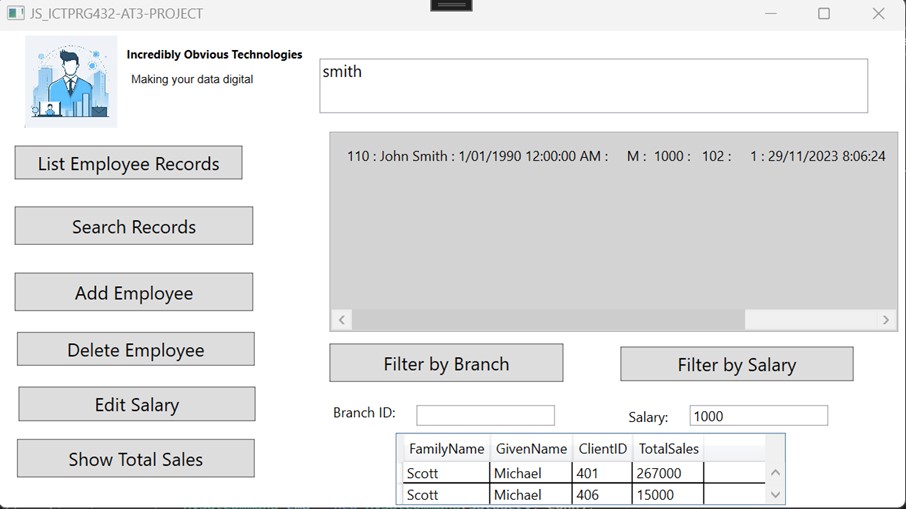 JS_ICTPRG432-AT3-PROJECT
Incredibly Obvious Technologies
Making your data digital
smith
110 : John Smith : 1/01/1990 12:00:00 AM : M : 1000 : 102 : 1 : 29/11/2023 8:06:24
List Employee Records
Search Records
Add Employee
Delete Employee
Edit Salary
Show Total Sales
Filter by Branch
Filter by Salary
Branch ID:
Salary: 1000
FamilyName GivenName ClientID TotalSales
Scott Michael 401 267000
Scott Michael 406 15000